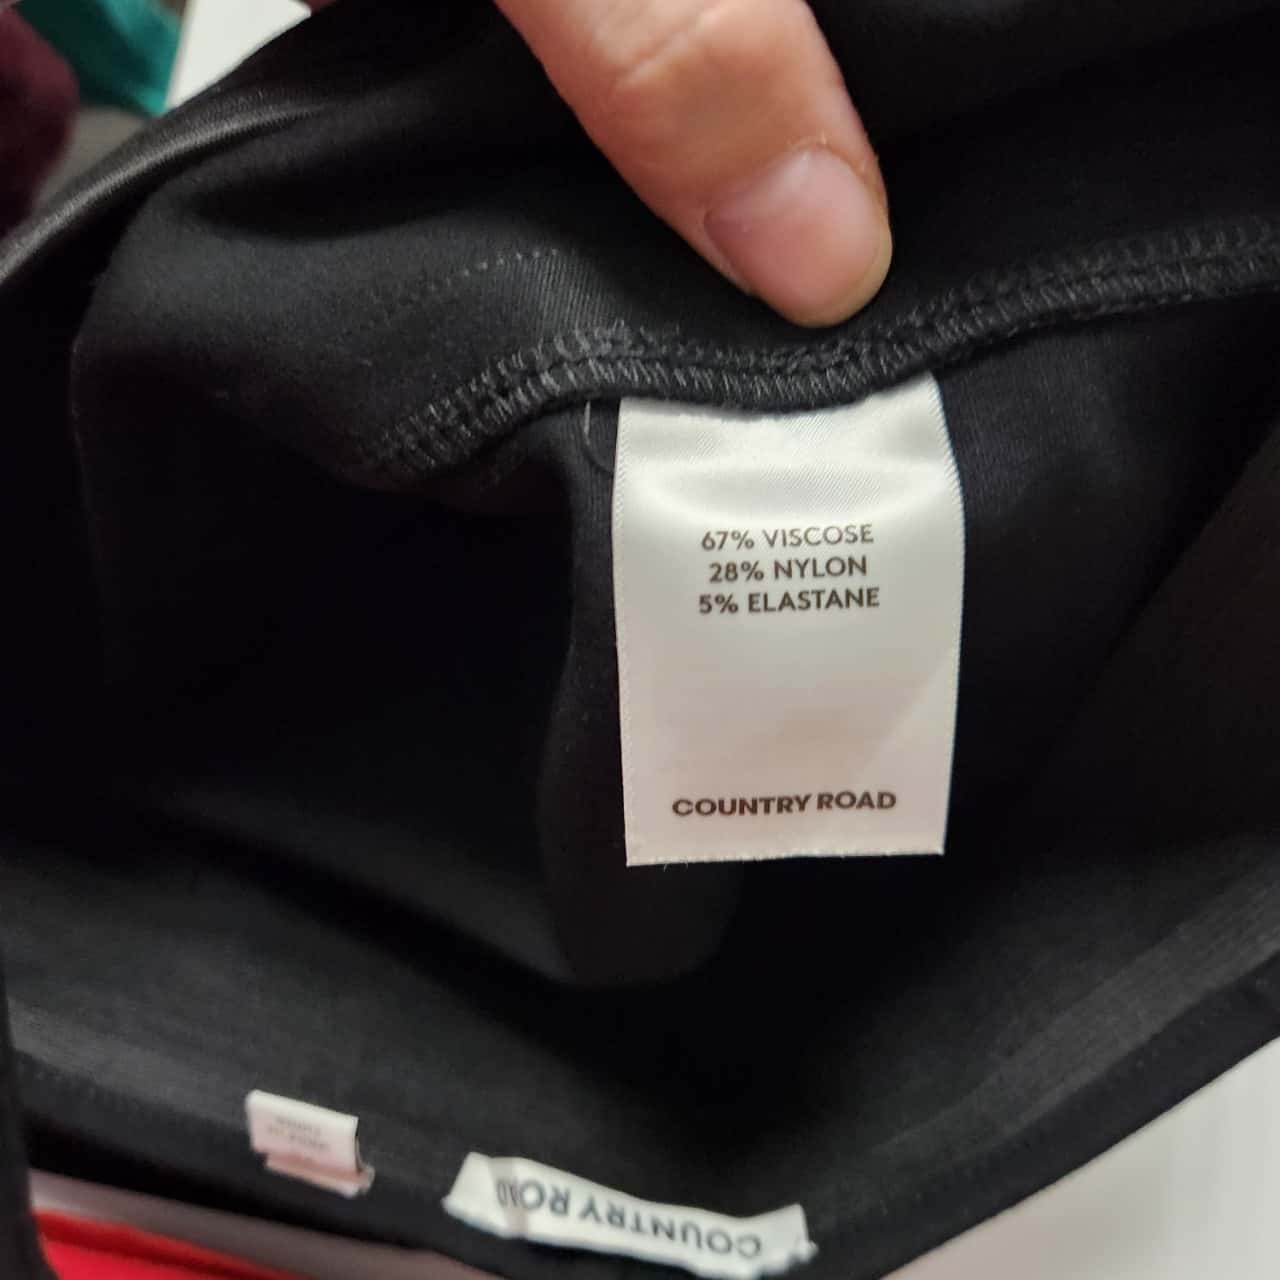 67% VISCOSE
28% NYLON
5% ELASTANE
COUNTRY ROAD
COUNTRY ROAD